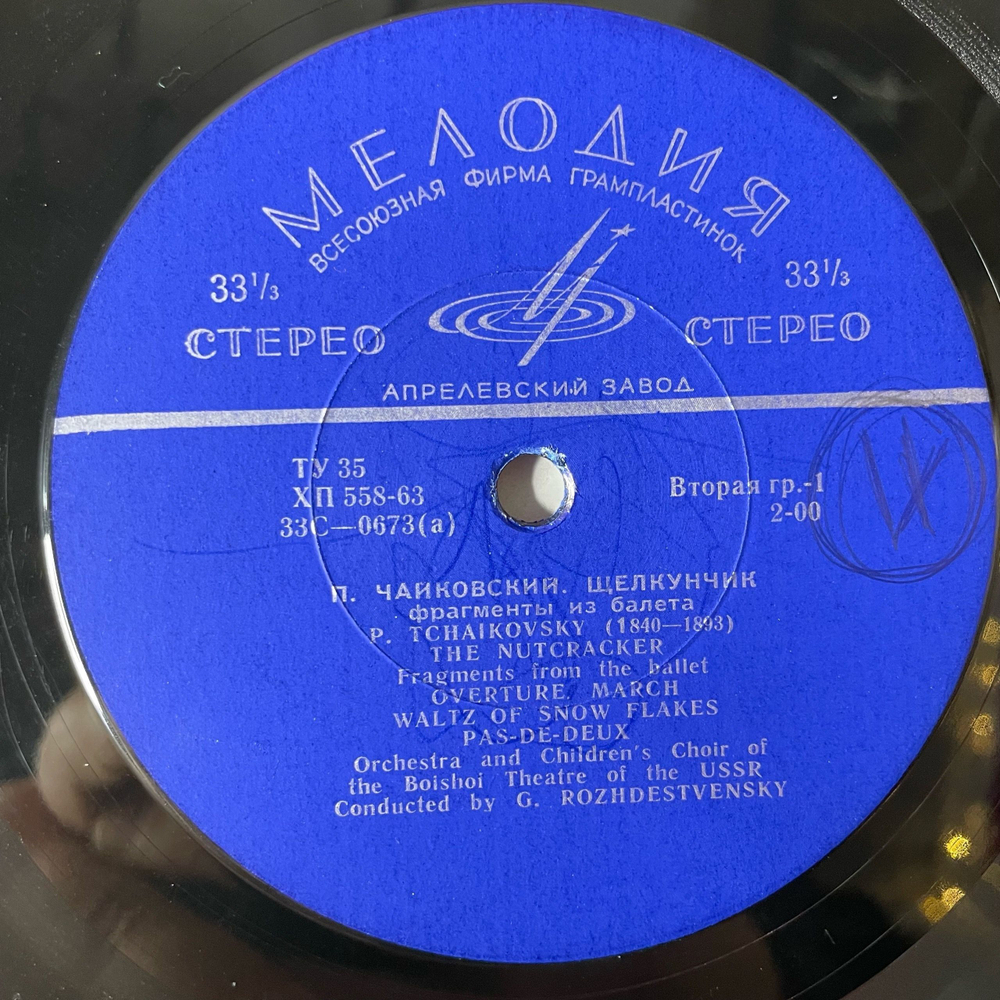 МЕЛОДИЯ
ВСЕСОЮЗНАЯ ФИРМА ГРАМПЛАСТИНОК
33⅓ 33⅓
СТЕРЕО СТЕРЕО
АПРЕЛЕВСКИЙ ЗАВОД
ТУ 35
ХП 558-63
33С—0673(а)
Вторая гр.-1
2-00
П. ЧАЙКОВСКИЙ. ЩЕЛКУНЧИК
фрагменты из балета
P. TCHAIKOVSKY (1840—1893)
THE NUTCRACKER
Fragments from the ballet
OVERTURE, MARCH
WALTZ OF SNOW FLAKES
PAS-DE-DEUX
Orchestra and Children's Choir of
the Boishoi Theatre of the USSR
Conducted by G. ROZHDESTVENSKY